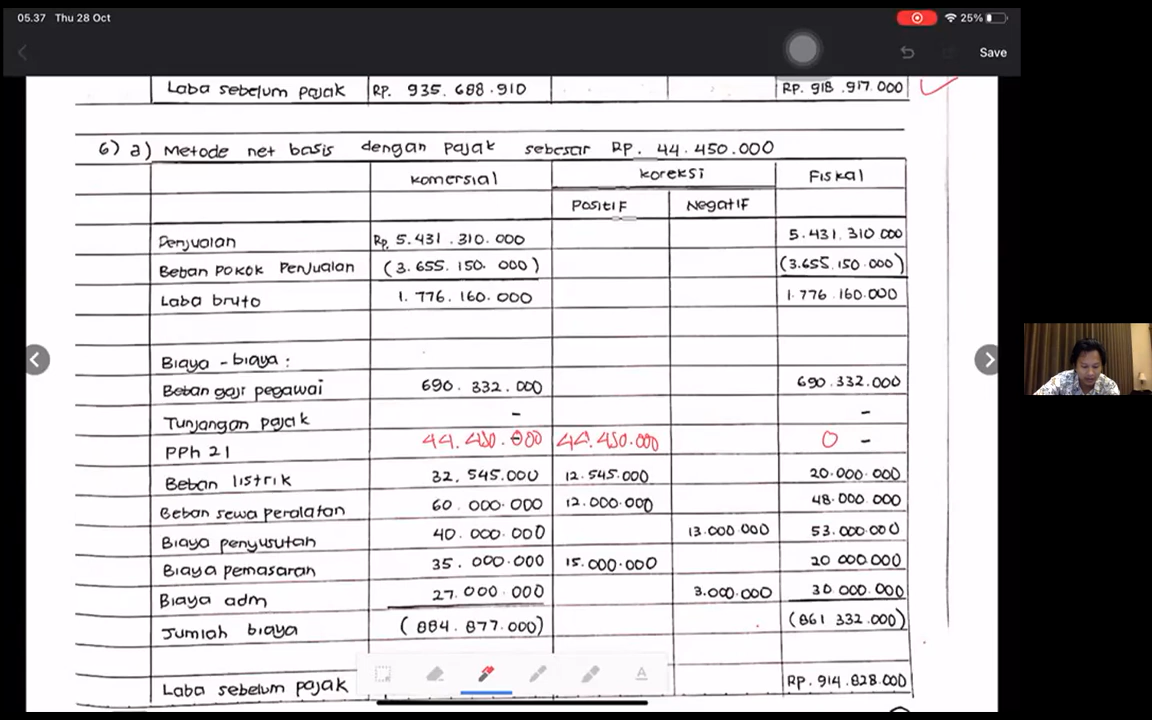 05.37 Thu 28 Oct
25%
Save
Laba sebelum pajak Rp. 935.688.910 Rp. 918.917.000
6) a) Metode net basis dengan pajak sebesar Rp. 44.450.000
Komersial Koreksi Fiskal
Positif Negatif
Penjualan Rp. 5.431.310.000 5.431.310.000
Beban Pokok Penjualan (3.655.150.000) (3.655.150.000)
Laba bruto 1.776.160.000 1.776.160.000
Biaya - biaya :
Beban gaji pegawai 690.332.000 690.332.000
Tunjangan pajak - -
PPh 21 44.450.000 44.450.000 0 -
Beban listrik 32.545.000 12.545.000 20.000.000
Beban sewa peralatan 60.000.000 12.000.000 48.000.000
Biaya penyusutan 40.000.000 13.000.000 53.000.000
Biaya pemasaran 35.000.000 15.000.000 20.000.000
Biaya adm 27.000.000 3.000.000 30.000.000
Jumlah biaya (884.877.000) (861.332.000)
Laba sebelum pajak Rp. 914.828.000